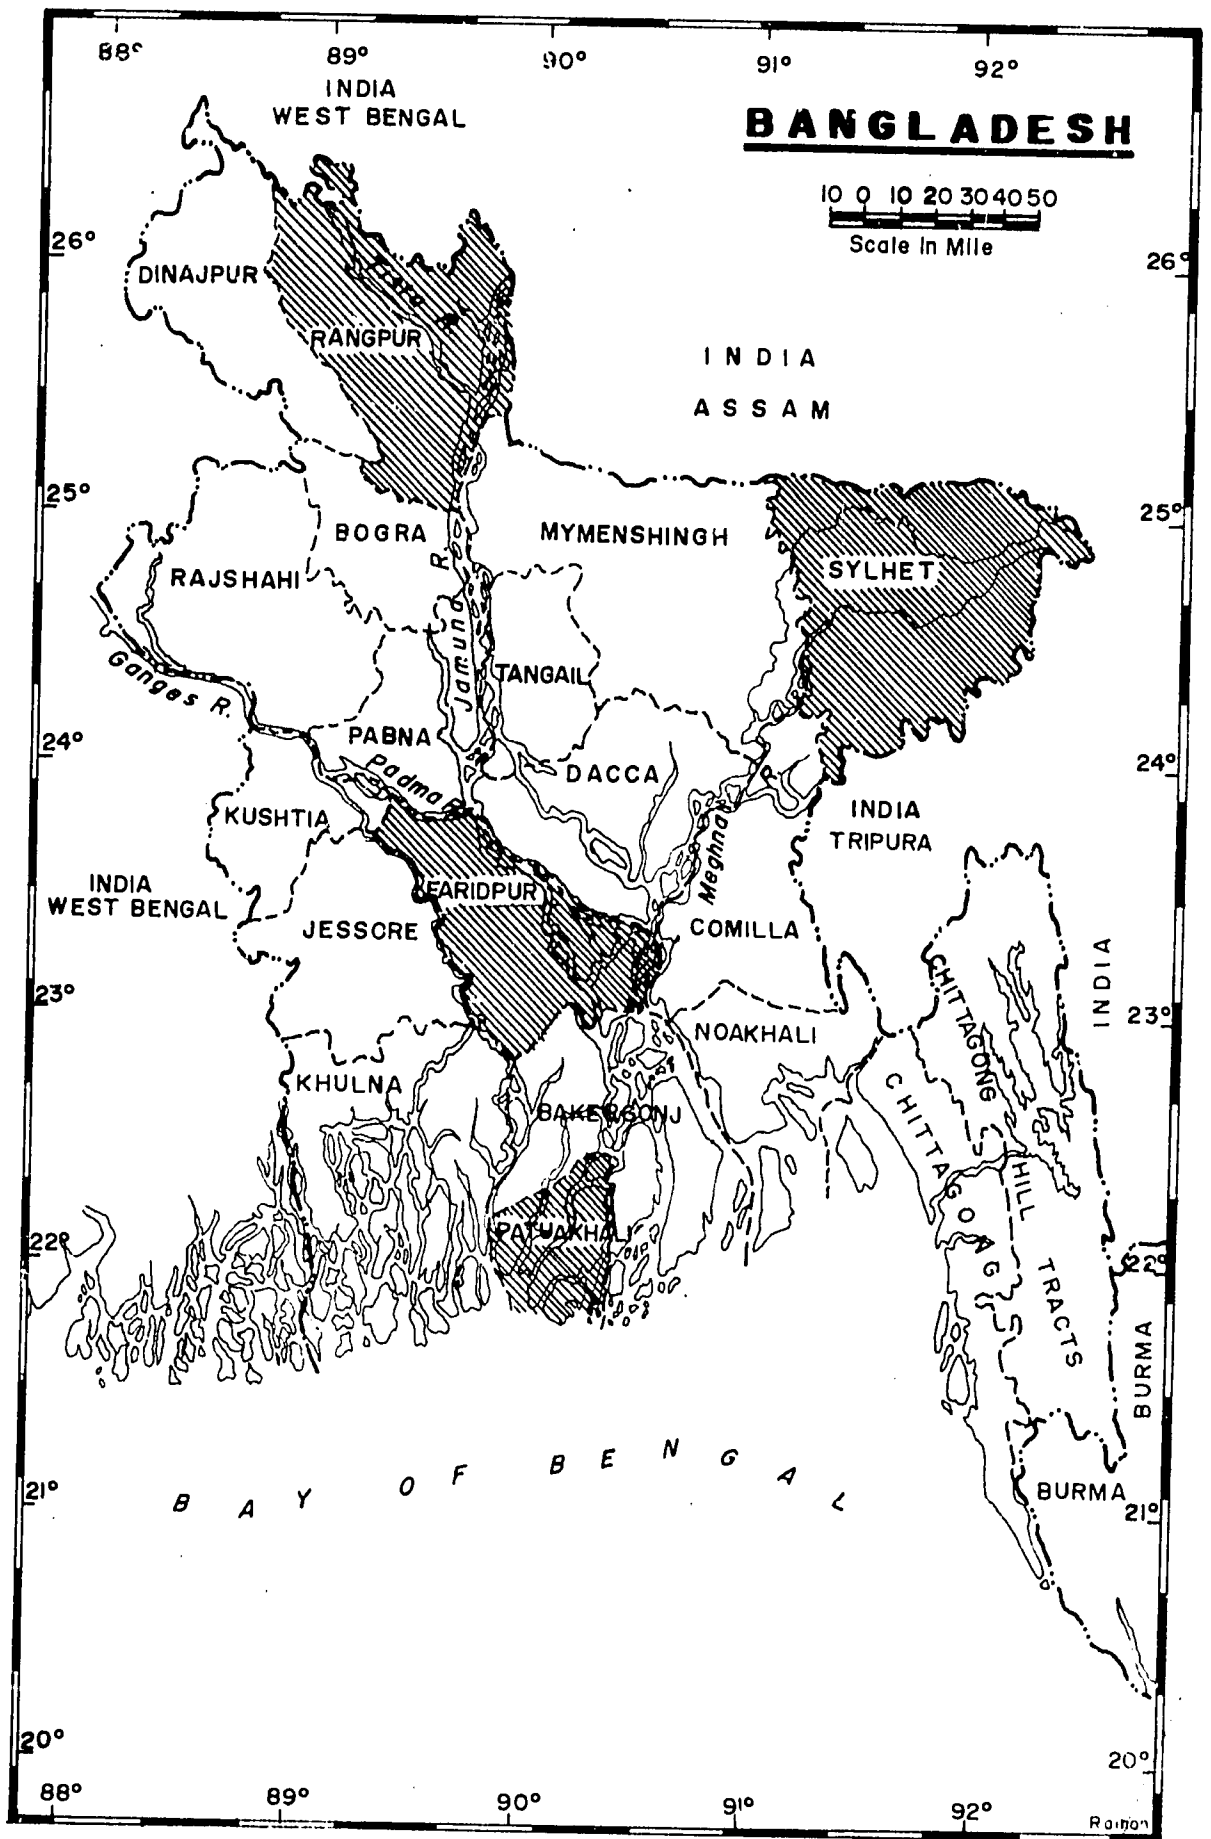 88°
89°
90°
91°
92°
INDIA
WEST BENGAL
BANGLADESH
10 0 10 20 30 40 50
Scale In Mile
26°
26°
DINAJPUR
RANGPUR
INDIA
ASSAM
25°
25°
BOGRA
MYMENSHINGH
SYLHET
RAJSHAHI
Jamuna R.
Ganges R.
TANGAIL
24°
24°
PABNA
DACCA
Padma R.
KUSHTIA
Meghna R.
INDIA
TRIPURA
INDIA
WEST BENGAL
FARIDPUR
JESSORE
COMILLA
INDIA
23°
23°
NOAKHALI
CHITTAGONG HILL TRACTS
KHULNA
BAKERGONJ
CHITTAGONG
PATUAKHALI
22°
22°
BURMA
BAY OF BENGAL
BURMA
21°
21°
20°
20°
88°
89°
90°
91°
92°